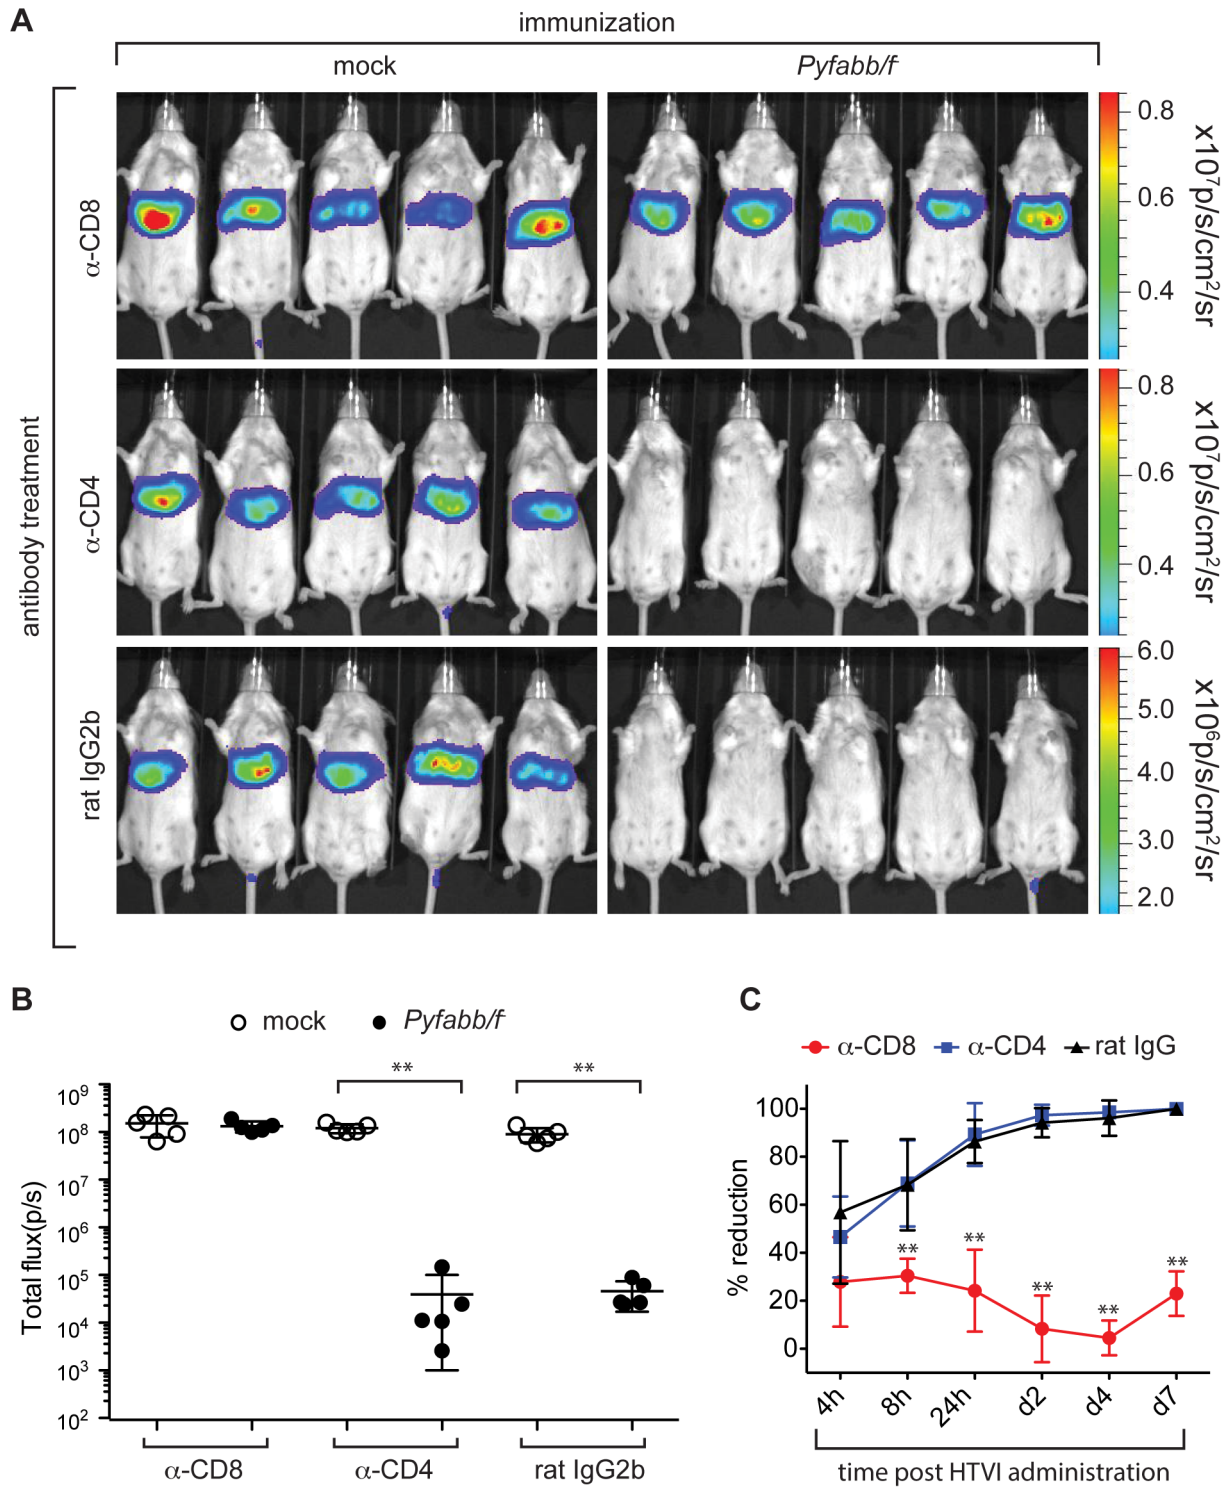 A
immunization
mock
Pyfabb/f-
antibody treatment
α-CD8
0.8
0.6
0.4
x10⁷p/s/cm²/sr
α-CD4
0.8
0.6
0.4
x10⁷p/s/cm²/sr
rat IgG2b
6.0
5.0
4.0
3.0
2.0
x10⁶p/s/cm²/sr
B
mock Pyfabb/f-
** **
Total flux(p/s)
10⁹
10⁸
10⁷
10⁶
10⁵
10⁴
10³
10²
α-CD8 α-CD4 rat IgG2b
C
α-CD8 α-CD4 rat IgG
% reduction
100
80
60
40
20
0
** ** ** ** **
4h 8h 24h d2 d4 d7
time post HTVI administration